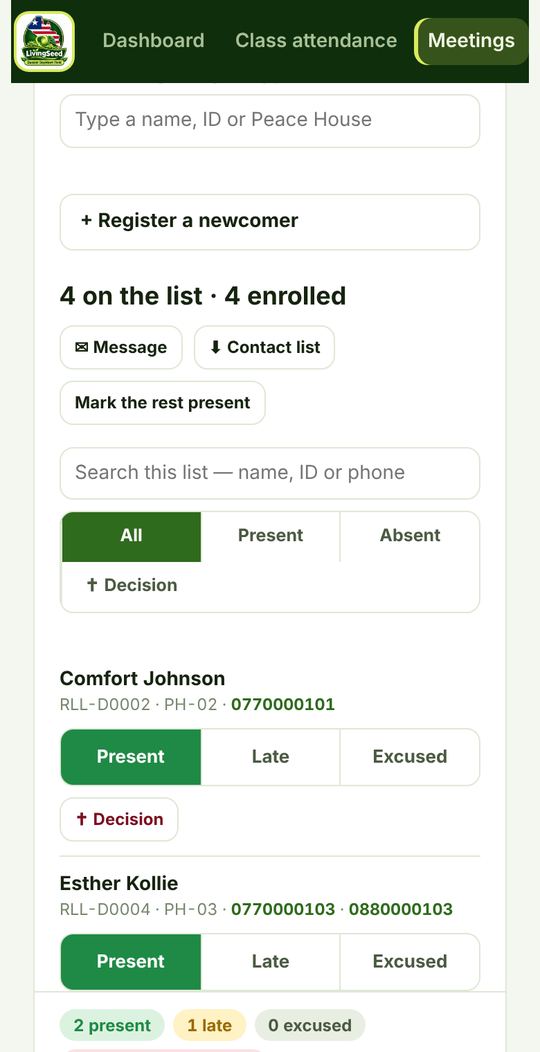 LivingSeed
Dashboard
Class attendance
Meetings
Type a name, ID or Peace House
+ Register a newcomer
4 on the list · 4 enrolled
✉ Message
⬇ Contact list
Mark the rest present
Search this list — name, ID or phone
All
Present
Absent
✝ Decision
Comfort Johnson
RLL-D0002 · PH-02 · 0770000101
Present
Late
Excused
✝ Decision
Esther Kollie
RLL-D0004 · PH-03 · 0770000103 · 0880000103
Present
Late
Excused
2 present
1 late
0 excused